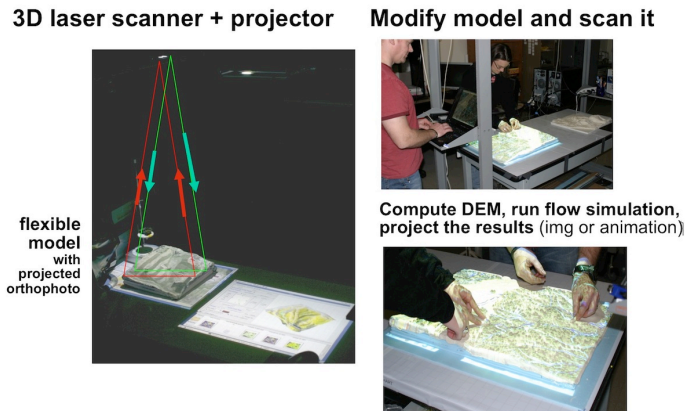 3D laser scanner + projector
Modify model and scan it
flexible
model
with
projected
orthophoto
Compute DEM, run flow simulation,
project the results (img or animation)